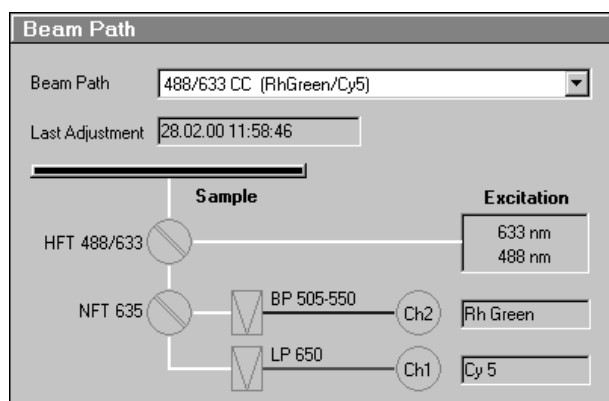 Beam Path
Beam Path 488/633 CC (RhGreen/Cy5)
Last Adjustment 28.02.00 11:58:46
Sample Excitation
HFT 488/633 633 nm
488 nm
NFT 635 BP 505-550 Ch2 Rh Green
LP 650 Ch1 Cy 5